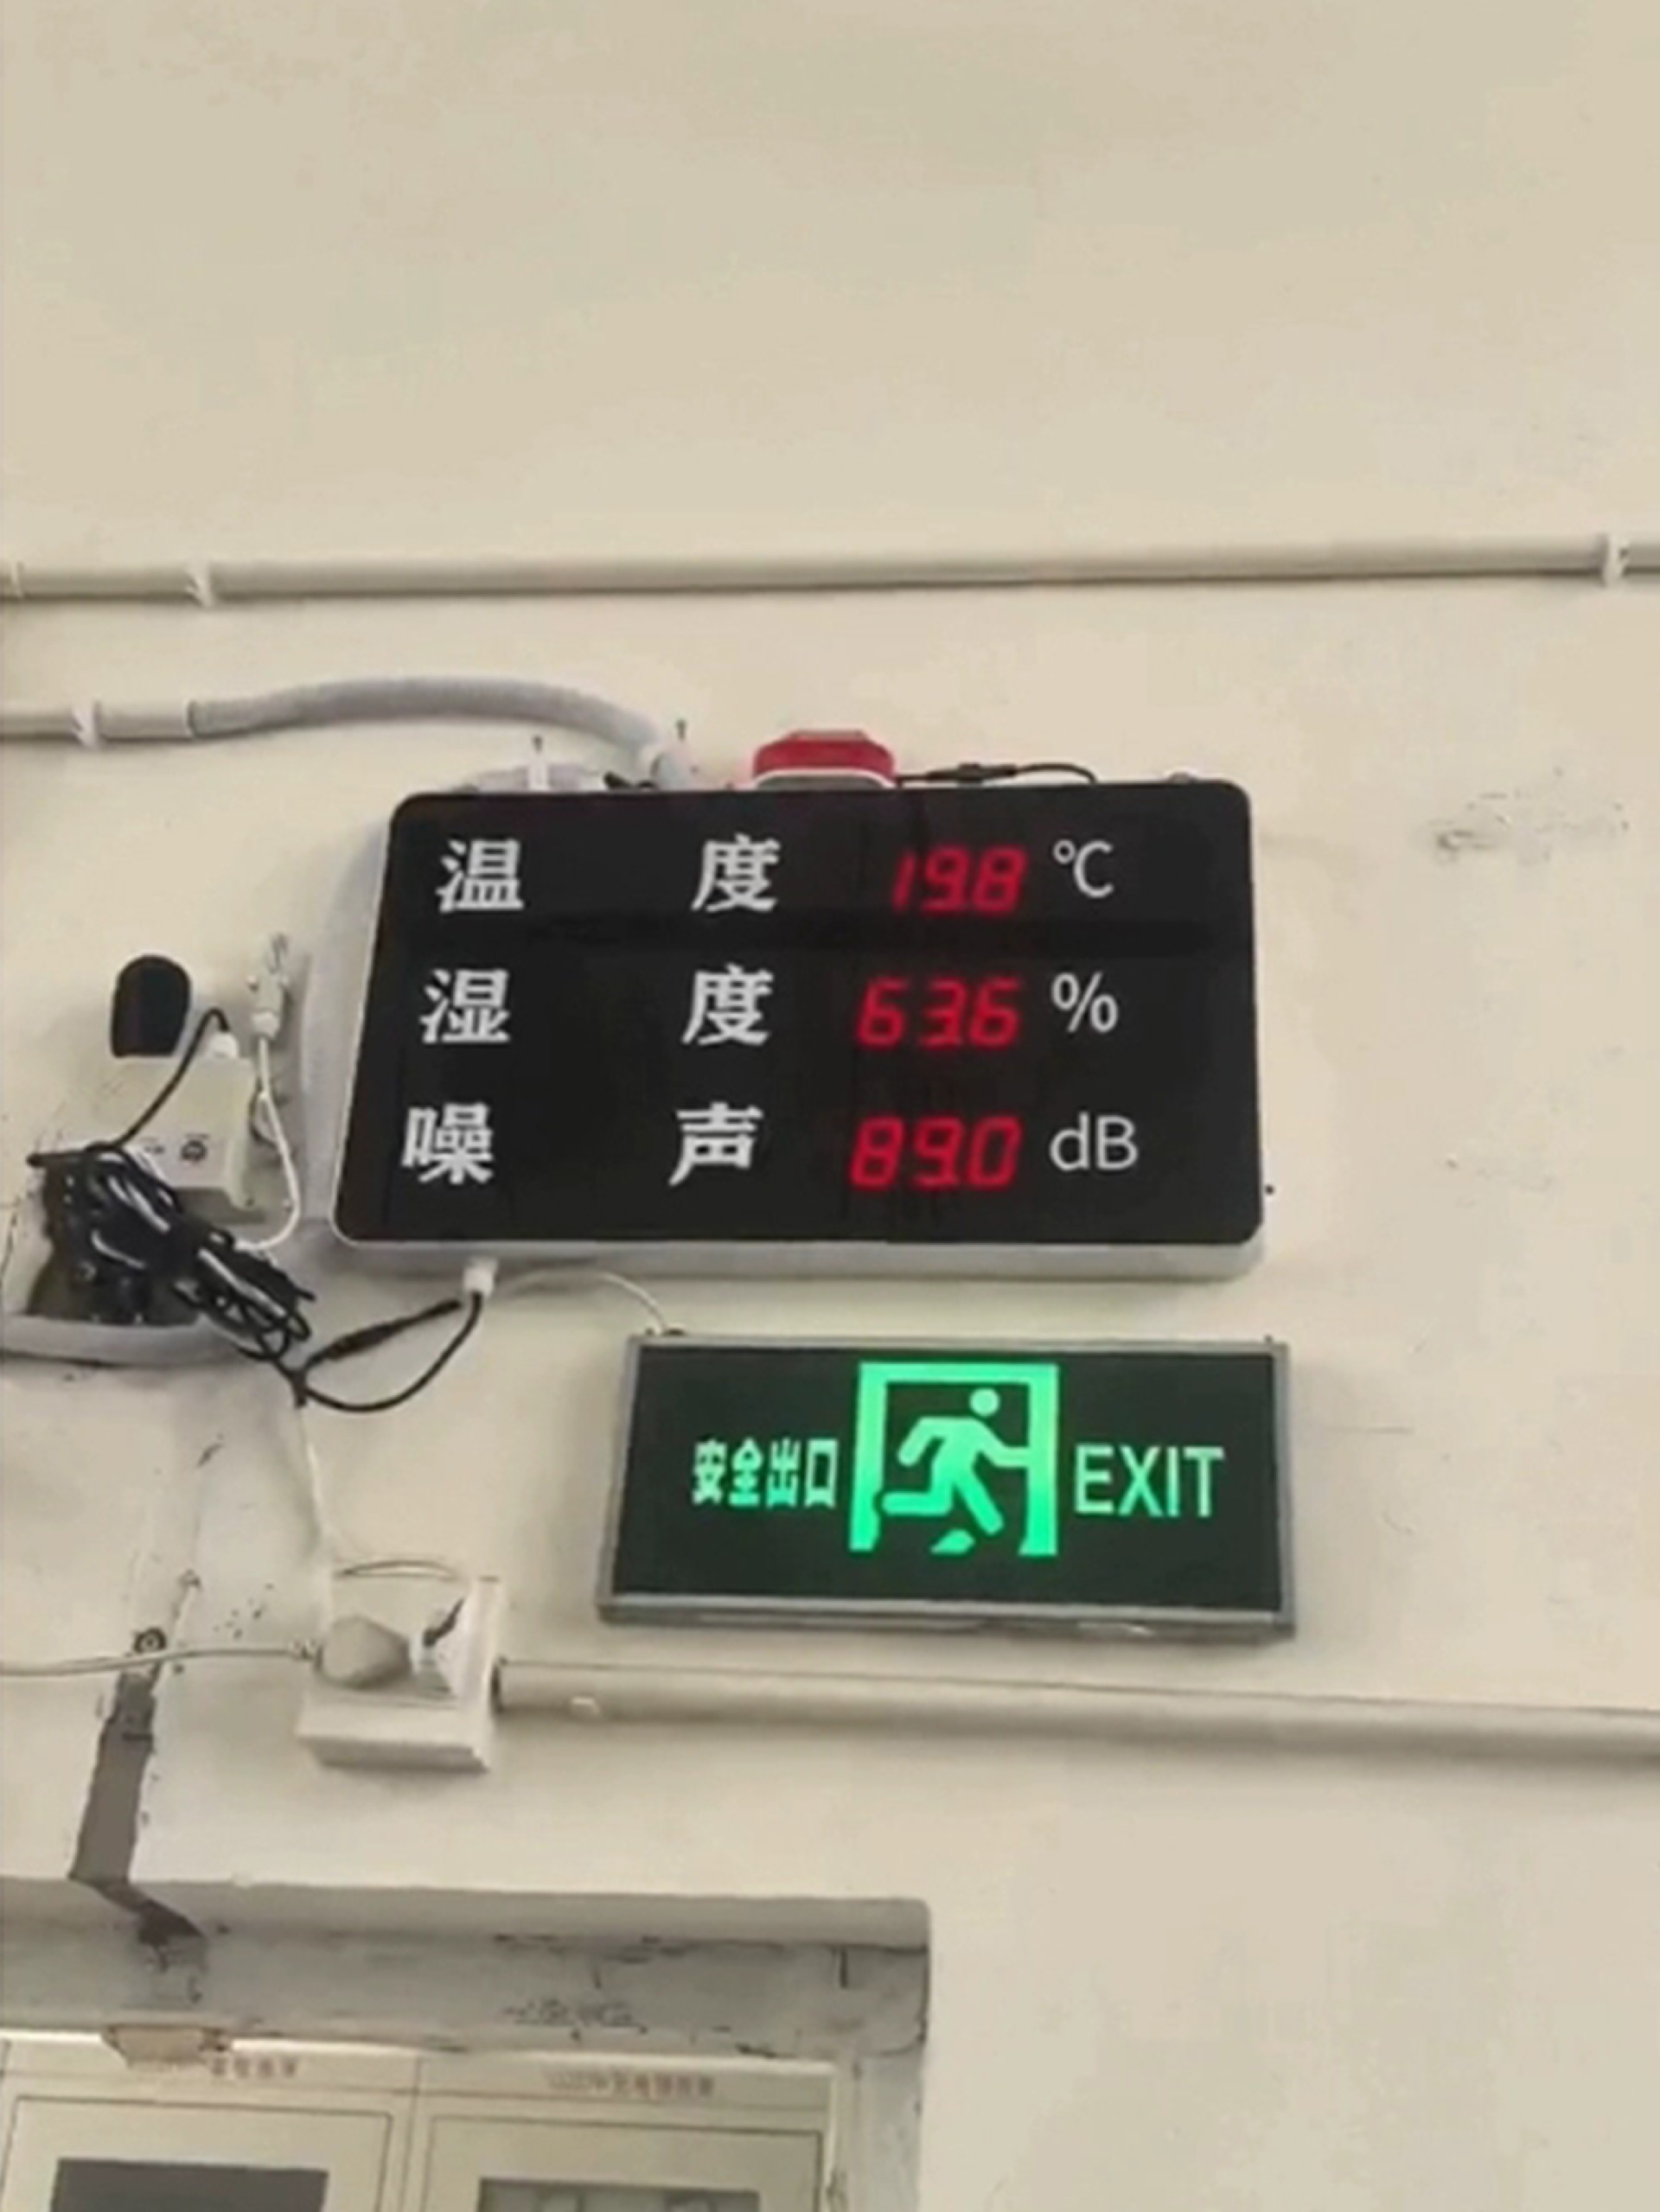 温度 19.8 ℃
湿度 63.6 %
噪声 89.0 dB
安全出口 EXIT